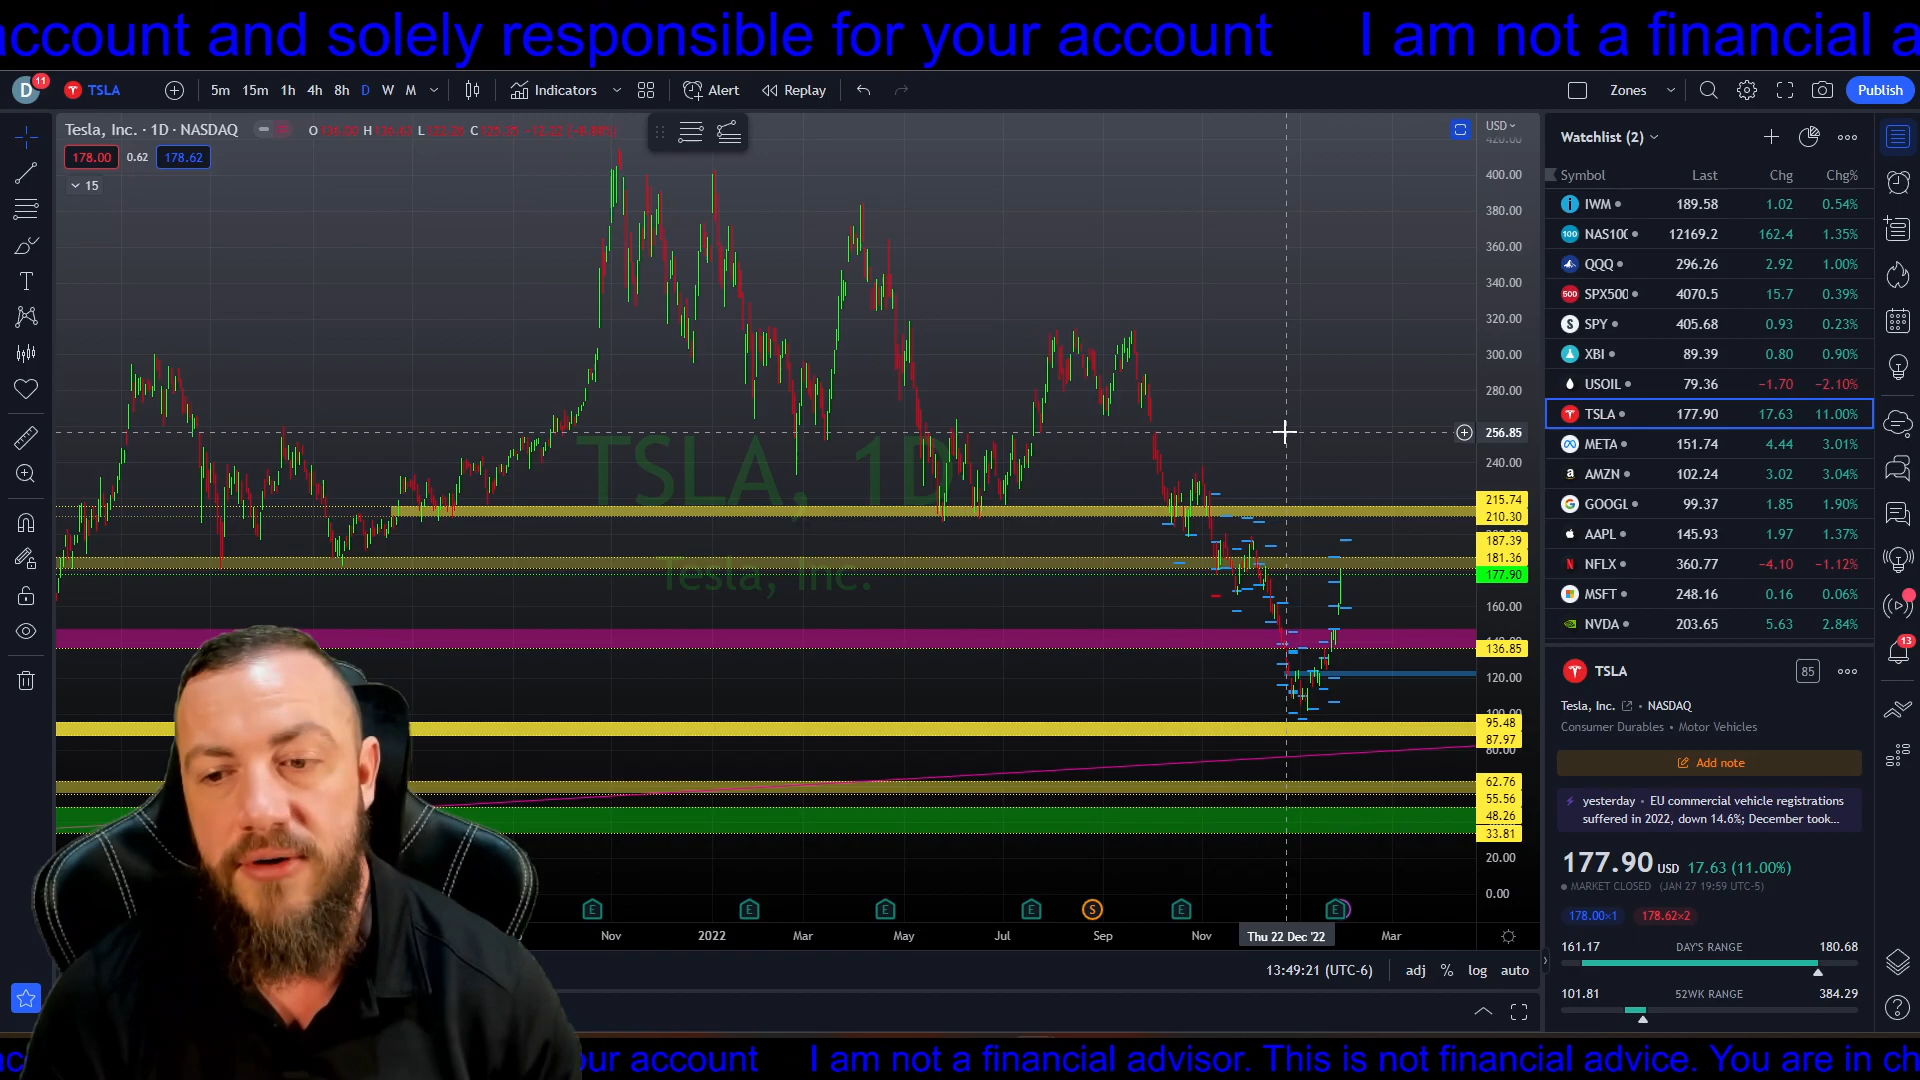 account and solely responsible for your account I am not a financial a
D 11 TSLA 5m 15m 1h 4h 8h D W M Indicators Alert Replay Zones Publish
Tesla, Inc. · 1D · NASDAQ
178.00 0.62 178.62
15
TSLA, 1D
Tesla, Inc.
USD
420.00
400.00
380.00
360.00
340.00
320.00
300.00
280.00
256.85
240.00
215.74
210.30
187.39
181.36
177.90
160.00
140.00
136.85
120.00
100.00
95.48
87.97
80.00
62.76
55.56
48.26
33.81
20.00
0.00
E E E E S E E
Nov 2022 Mar May Jul Sep Nov Thu 22 Dec '22 Mar
13:49:21 (UTC-6) adj % log auto
Watchlist (2)
Symbol Last Chg Chg%
IWM 189.58 1.02 0.54%
100 NAS100 12169.2 162.4 1.35%
QQQ 296.26 2.92 1.00%
500 SPX500 4070.5 15.7 0.39%
S SPY 405.68 0.93 0.23%
XBI 89.39 0.80 0.90%
USOIL 79.36 −1.70 −2.10%
TSLA 177.90 17.63 11.00%
META 151.74 4.44 3.01%
AMZN 102.24 3.02 3.04%
GOOGL 99.37 1.85 1.90%
AAPL 145.93 1.97 1.37%
NFLX 360.77 −4.10 −1.12%
MSFT 248.16 0.16 0.06%
NVDA 203.65 5.63 2.84%
TSLA 85
Tesla, Inc. • NASDAQ
Consumer Durables • Motor Vehicles
Add note
yesterday • EU commercial vehicle registrations
suffered in 2022, down 14.6%; December took...
177.90 USD 17.63 (11.00%)
MARKET CLOSED (JAN 27 19:59 UTC-5)
178.00×1 178.62×2
161.17 DAY'S RANGE 180.68
101.81 52WK RANGE 384.29
13
our account I am not a financial advisor. This is not financial advice. You are in ch